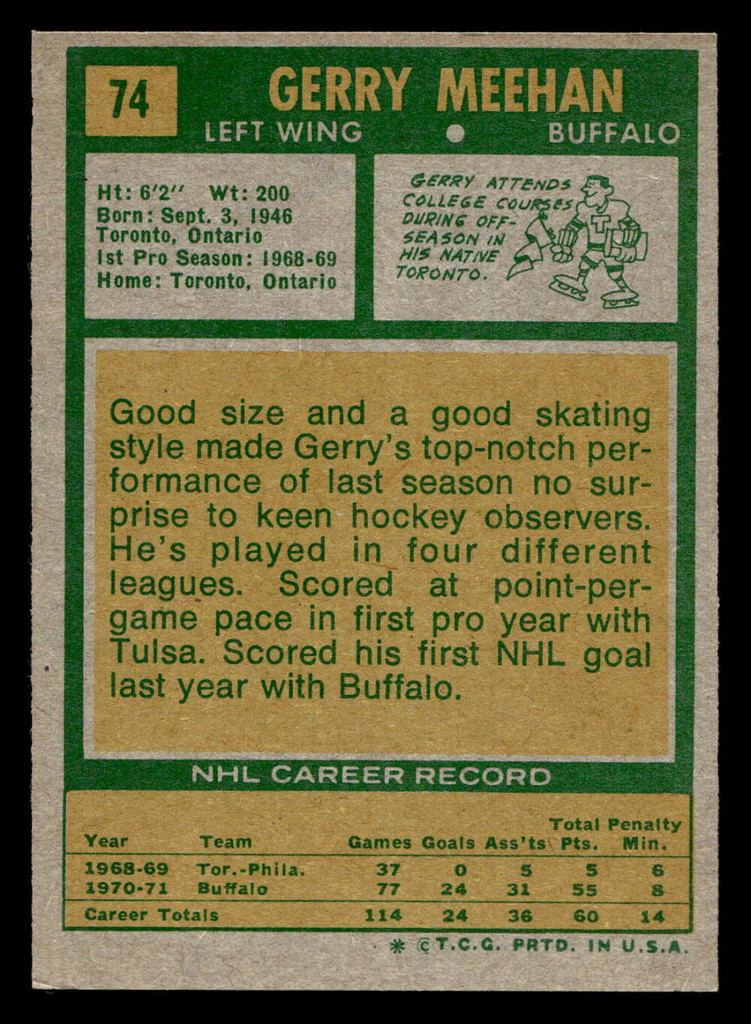 74
GERRY MEEHAN
LEFT WING • BUFFALO
Ht: 6'2" Wt: 200
Born: Sept. 3, 1946
Toronto, Ontario
1st Pro Season: 1968-69
Home: Toronto, Ontario
GERRY ATTENDS
COLLEGE COURSES
DURING OFF-
SEASON IN
HIS NATIVE
TORONTO.
T
Good size and a good skating
style made Gerry's top-notch per-
formance of last season no sur-
prise to keen hockey observers.
He's played in four different
leagues. Scored at point-per-
game pace in first pro year with
Tulsa. Scored his first NHL goal
last year with Buffalo.
NHL CAREER RECORD
Year Team Games Goals Ass'ts Total Pts. Penalty Min.
1968-69 Tor.-Phila. 37 0 5 5 6
1970-71 Buffalo 77 24 31 55 8
Career Totals 114 24 36 60 14
* © T.C.G. PRTD. IN U.S.A.